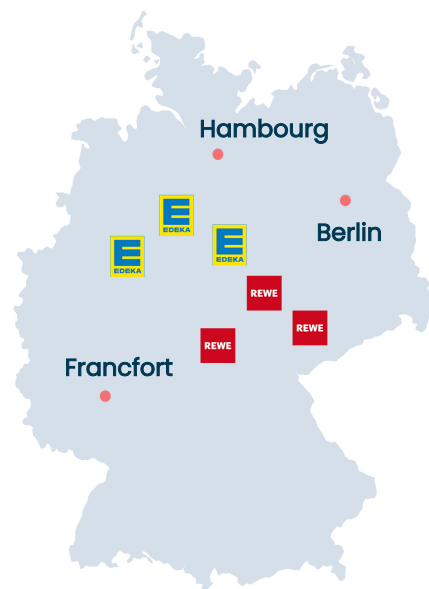 Hambourg
Berlin
E
EDEKA
E
EDEKA
E
EDEKA
REWE
REWE
REWE
Francfort